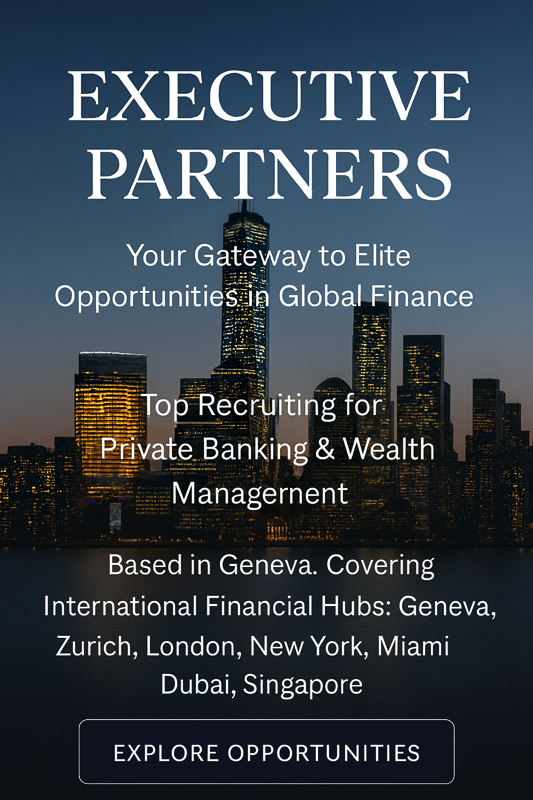 EXECUTIVE
PARTNERS
Your Gateway to Elite
Opportunities in Global Finance
Top Recruiting for
Private Banking & Wealth
Managernent
Based in Geneva. Covering
International Financial Hubs: Geneva,
Zurich, London, New York, Miami
Dubai, Singapore
EXPLORE OPPORTUNITIES